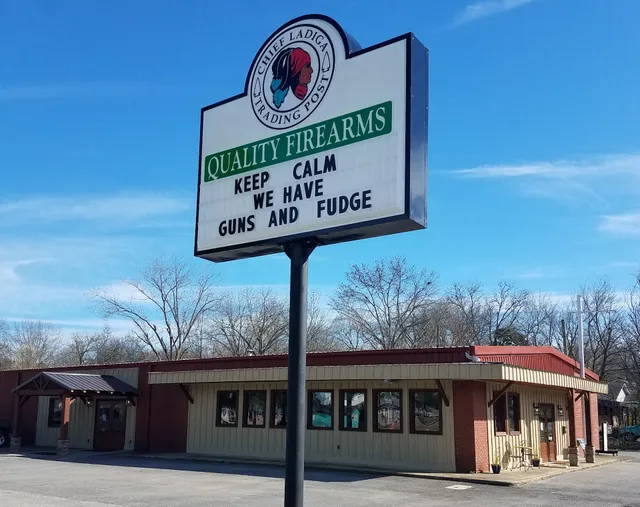 CHIEF LADIGA
TRADING POST
QUALITY FIREARMS
KEEP CALM
WE HAVE
GUNS AND FUDGE